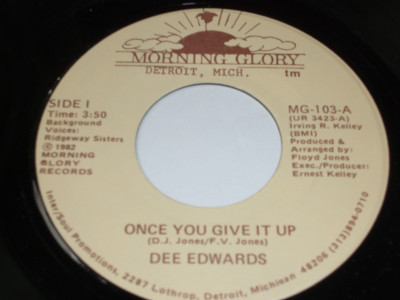 MORNING GLORY
DETROIT, MICH.
tm
SIDE I
Time: 3:50
Background
Voices:
Ridgeway Sisters
© 1982
MORNING
GLORY
RECORDS
MG-103-A
(UR 3423-A)
Irving R. Kelley
(BMI)
Produced &
Arranged by:
Floyd Jones
Exec./Producer:
Ernest Kelley
ONCE YOU GIVE IT UP
(D.J. Jones/F.V. Jones)
DEE EDWARDS
Inter/Soul Promotions, 2287 Lothrop, Detroit, Michigan 48206 (313)894-0710